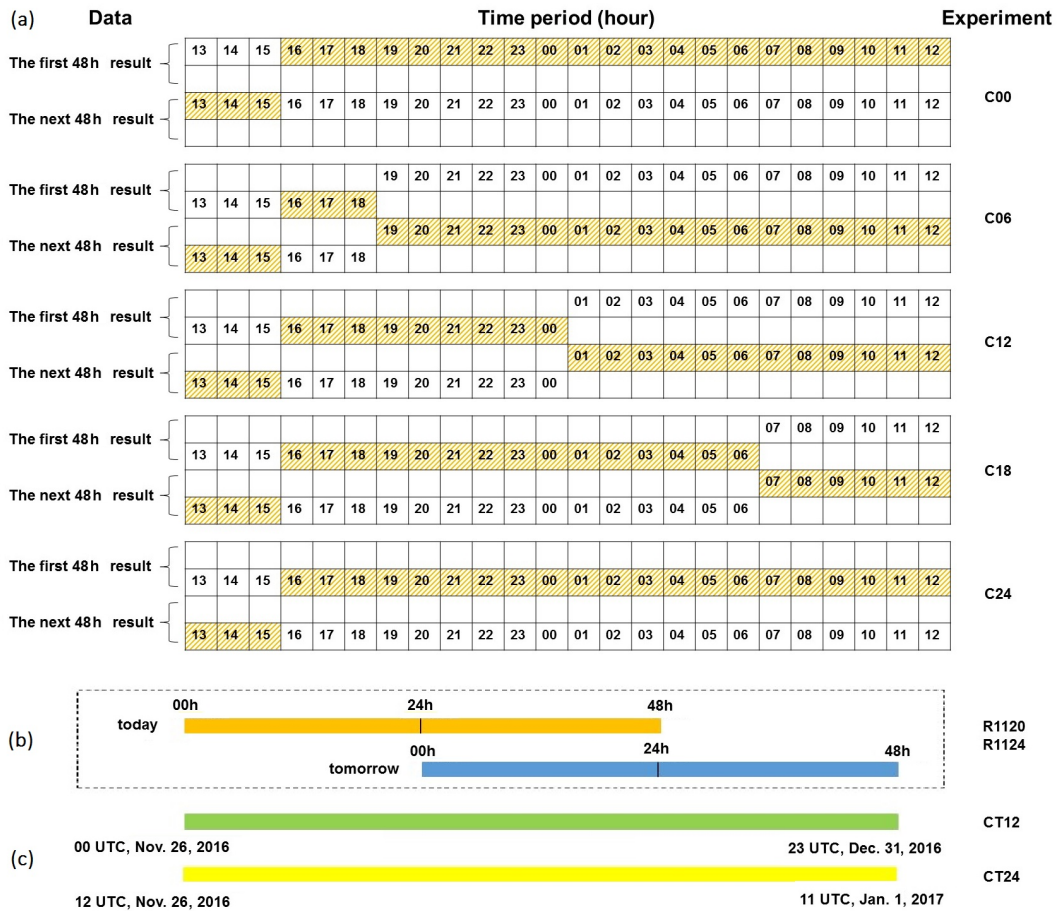 (a) Data Time period (hour) Experiment
13 14 15 16 17 18 19 20 21 22 23 00 01 02 03 04 05 06 07 08 09 10 11 12
The first 48h result
C00
13 14 15 16 17 18 19 20 21 22 23 00 01 02 03 04 05 06 07 08 09 10 11 12
The next 48h result
19 20 21 22 23 00 01 02 03 04 05 06 07 08 09 10 11 12
The first 48h result
13 14 15 16 17 18
C06
19 20 21 22 23 00 01 02 03 04 05 06 07 08 09 10 11 12
The next 48h result
13 14 15 16 17 18
01 02 03 04 05 06 07 08 09 10 11 12
The first 48h result
13 14 15 16 17 18 19 20 21 22 23 00
C12
01 02 03 04 05 06 07 08 09 10 11 12
The next 48h result
13 14 15 16 17 18 19 20 21 22 23 00
07 08 09 10 11 12
The first 48h result
13 14 15 16 17 18 19 20 21 22 23 00 01 02 03 04 05 06
C18
07 08 09 10 11 12
The next 48h result
13 14 15 16 17 18 19 20 21 22 23 00 01 02 03 04 05 06
The first 48h result
13 14 15 16 17 18 19 20 21 22 23 00 01 02 03 04 05 06 07 08 09 10 11 12
C24
The next 48h result
13 14 15 16 17 18 19 20 21 22 23 00 01 02 03 04 05 06 07 08 09 10 11 12
00h 24h 48h
today
R1120
(b)
R1124
00h 24h 48h
tomorrow
CT12
00 UTC, Nov. 26, 2016 23 UTC, Dec. 31, 2016
(c)
CT24
12 UTC, Nov. 26, 2016 11 UTC, Jan. 1, 2017